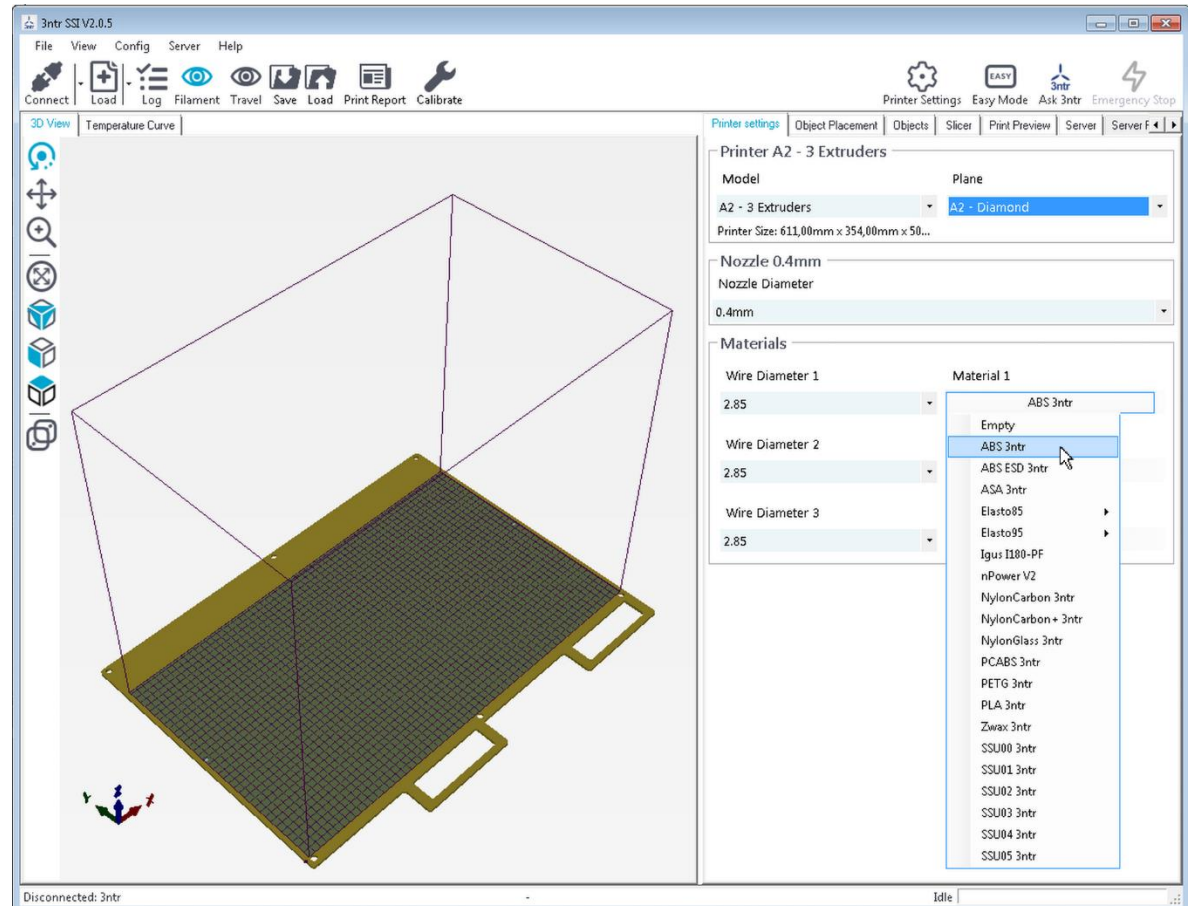 3ntr SSI V2.0.5
File View Config Server Help
Connect Load Log Filament Travel Save Load Print Report Calibrate
Printer Settings EASY Easy Mode 3ntr Ask 3ntr Emergency Stop
3D View Temperature Curve
Printer settings Object Placement Objects Slicer Print Preview Server Server F
Printer A2 - 3 Extruders
Model Plane
A2 - 3 Extruders A2 - Diamond
Printer Size: 611,00mm x 354,00mm x 50...
Nozzle 0.4mm
Nozzle Diameter
0.4mm
Materials
Wire Diameter 1 Material 1
2.85 ABS 3ntr
Wire Diameter 2
2.85
Wire Diameter 3
2.85
Empty
ABS 3ntr
ABS ESD 3ntr
ASA 3ntr
Elasto85
Elasto95
Igus I180-PF
nPower V2
NylonCarbon 3ntr
NylonCarbon+ 3ntr
NylonGlass 3ntr
PCABS 3ntr
PETG 3ntr
PLA 3ntr
Zwax 3ntr
SSU00 3ntr
SSU01 3ntr
SSU02 3ntr
SSU03 3ntr
SSU04 3ntr
SSU05 3ntr
Y Z X
Disconnected: 3ntr - Idle